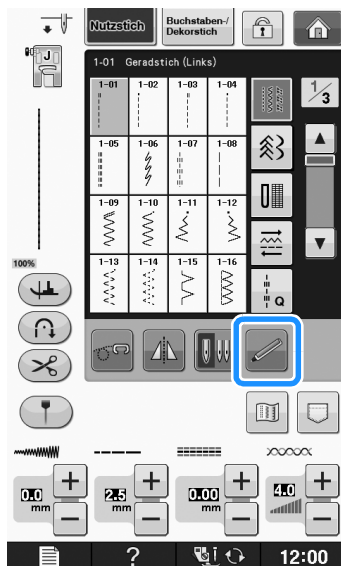 Nutzstich
Buchstaben-/
Dekorstich
J
1-01 Geradstich (Links)
1/3
1-01 1-02 1-03 1-04
1-05 1-06 1-07 1-08
1-09 1-10 1-11 1-12
1-13 1-14 1-15 1-16
Q
100%
0.0 mm
2.5 mm
0.00 mm
4.0
?
12:00